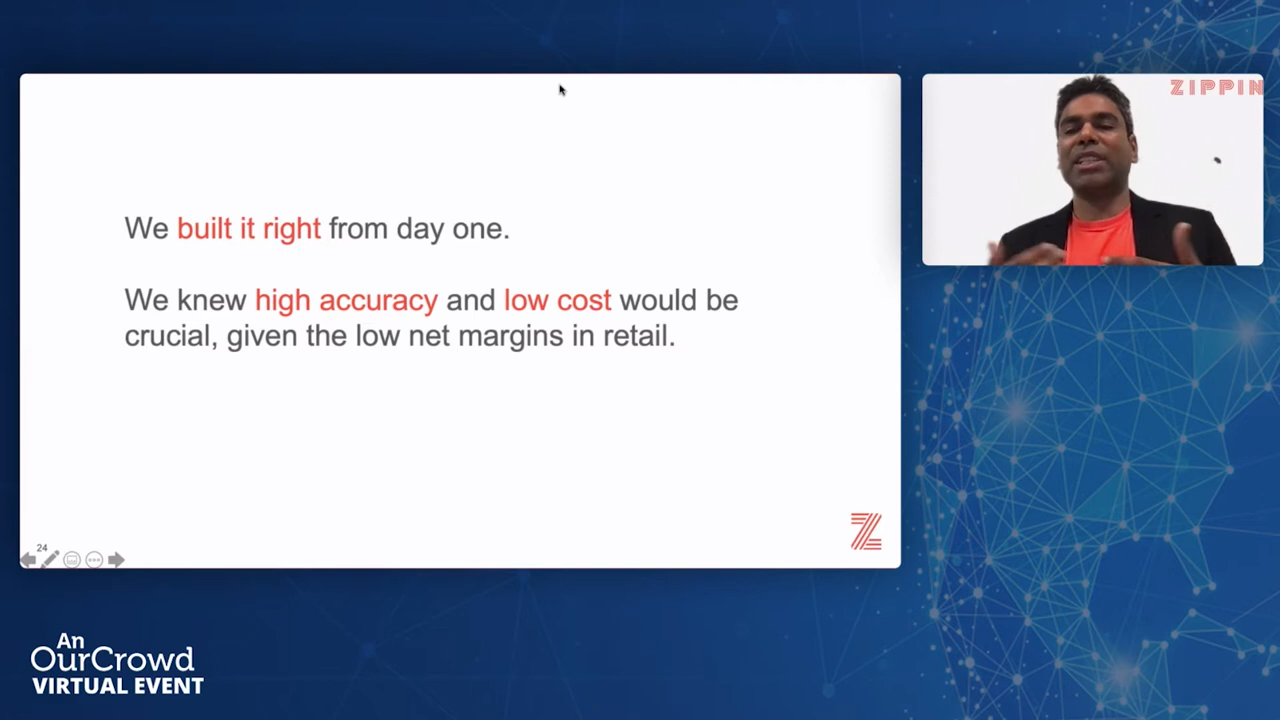 ZIPPIN
We built it right from day one.
We knew high accuracy and low cost would be
crucial, given the low net margins in retail.
Z
24
An
OurCrowd
VIRTUAL EVENT